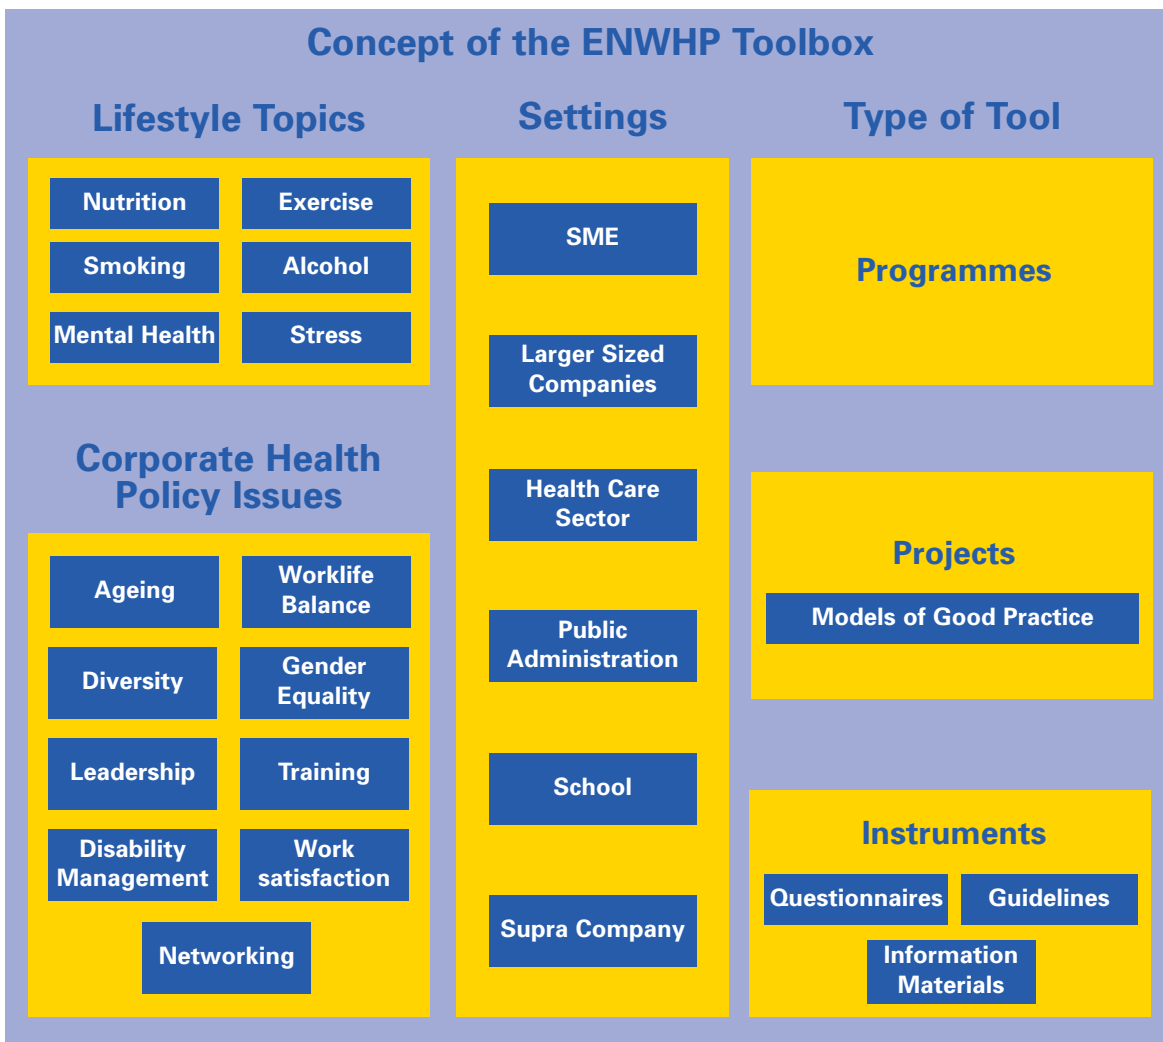 Concept of the ENWHP Toolbox
Lifestyle Topics
Nutrition
Exercise
Smoking
Alcohol
Mental Health
Stress
Corporate Health
Policy Issues
Ageing
Worklife
Balance
Diversity
Gender
Equality
Leadership
Training
Disability
Management
Work
satisfaction
Networking
Settings
SME
Larger Sized
Companies
Health Care
Sector
Public
Administration
School
Supra Company
Type of Tool
Programmes
Projects
Models of Good Practice
Instruments
Questionnaires
Guidelines
Information
Materials